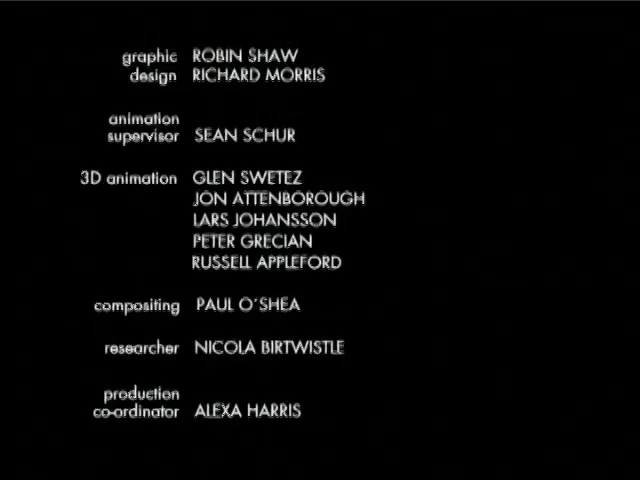 graphic ROBIN SHAW
design RICHARD MORRIS
animation
supervisor SEAN SCHUR
3D animation GLEN SWETEZ
JON ATTENBOROUGH
LARS JOHANSSON
PETER GRECIAN
RUSSELL APPLEFORD
compositing PAUL O'SHEA
researcher NICOLA BIRTWISTLE
production
co-ordinator ALEXA HARRIS